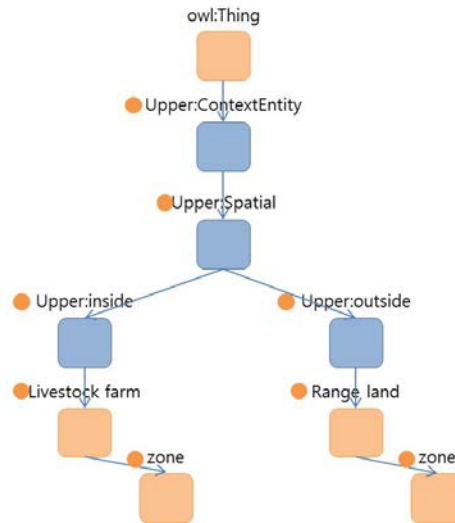 owl:Thing
Upper:ContextEntity
Upper:Spatial
Upper:inside
Upper:outside
Livestock farm
Range land
zone
zone